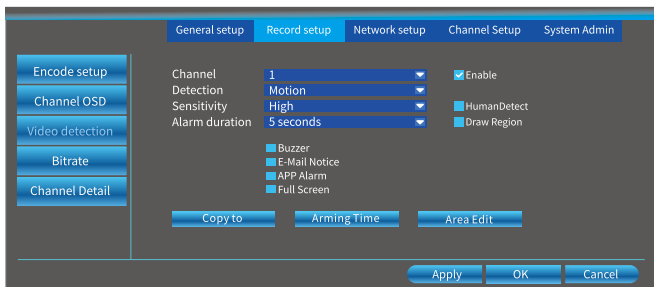 General setup Record setup Network setup Channel Setup System Admin
Encode setup
Channel OSD
Video detection
Bitrate
Channel Detail
Channel 1 Enable
Detection Motion
Sensitivity High HumanDetect
Alarm duration 5 seconds Draw Region
Buzzer
E-Mail Notice
APP Alarm
Full Screen
Copy to Arming Time Area Edit
Apply OK Cancel